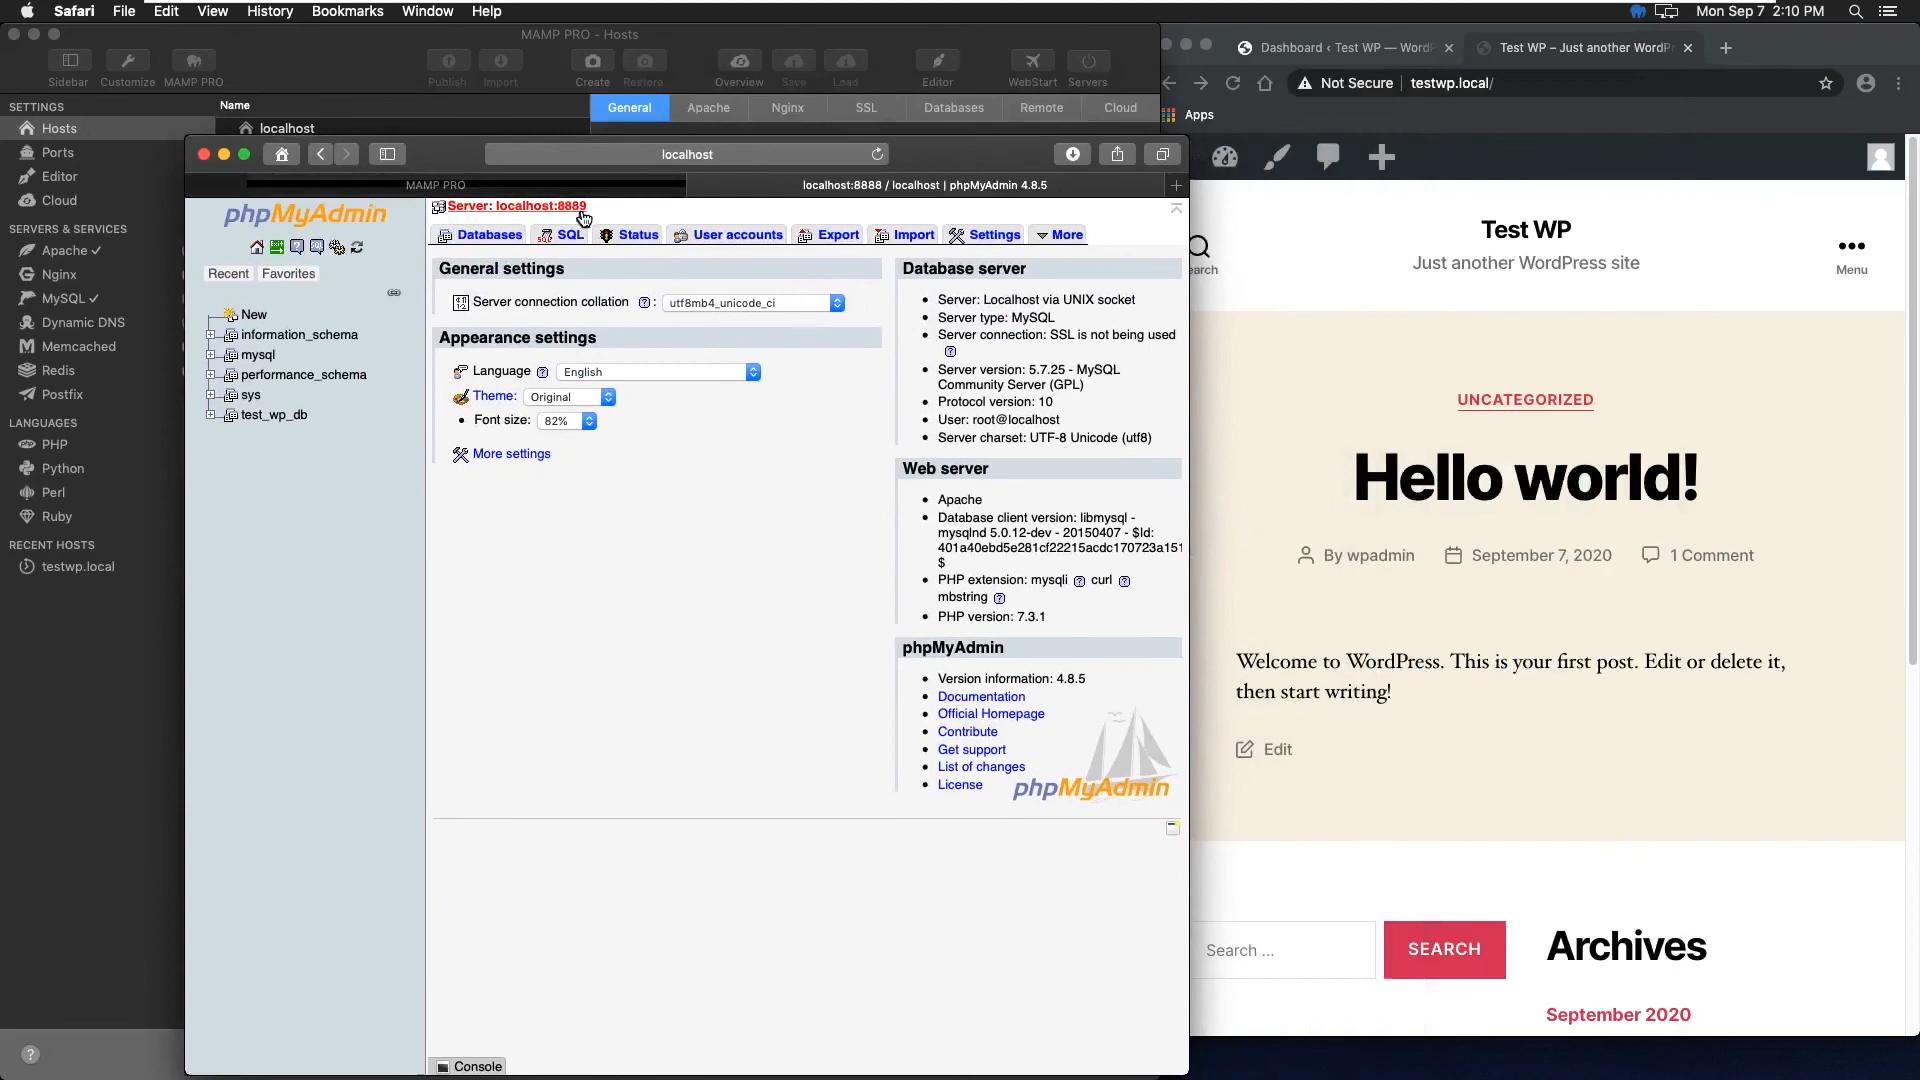 Safari File Edit View History Bookmarks Window Help
Mon Sep 7 2:10 PM
MAMP PRO - Hosts
Sidebar Customize MAMP PRO Publish Import Create Restore Overview Save Load Editor WebStart Servers
SETTINGS
Hosts
Ports
Editor
Cloud
SERVERS & SERVICES
Apache ✓
Nginx
MySQL ✓
Dynamic DNS
Memcached
Redis
Postfix
LANGUAGES
PHP
Python
Perl
Ruby
RECENT HOSTS
testwp.local
Name
localhost
General Apache Nginx SSL Databases Remote Cloud
localhost
MAMP PRO
localhost:8888 / localhost | phpMyAdmin 4.8.5
phpMyAdmin
Recent Favorites
New
information_schema
mysql
performance_schema
sys
test_wp_db
Server: localhost:8889
Databases SQL Status User accounts Export Import Settings More
General settings
Server connection collation : utf8mb4_unicode_ci
Appearance settings
Language English
Theme: Original
Font size: 82%
More settings
Database server
Server: Localhost via UNIX socket
Server type: MySQL
Server connection: SSL is not being used
Server version: 5.7.25 - MySQL
Community Server (GPL)
Protocol version: 10
User: root@localhost
Server charset: UTF-8 Unicode (utf8)
Web server
Apache
Database client version: libmysql -
mysqlnd 5.0.12-dev - 20150407 - $Id:
401a40ebd5e281cf22215acdc170723a151
$
PHP extension: mysqli curl
mbstring
PHP version: 7.3.1
phpMyAdmin
Version information: 4.8.5
Documentation
Official Homepage
Contribute
Get support
List of changes
License
phpMyAdmin
Console
Dashboard ‹ Test WP — WordP
Test WP – Just another WordPr
Not Secure testwp.local/
Apps
earch
Test WP
Just another WordPress site
Menu
UNCATEGORIZED
Hello world!
By wpadmin September 7, 2020 1 Comment
Welcome to WordPress. This is your first post. Edit or delete it,
then start writing!
Edit
Search …
SEARCH
Archives
September 2020